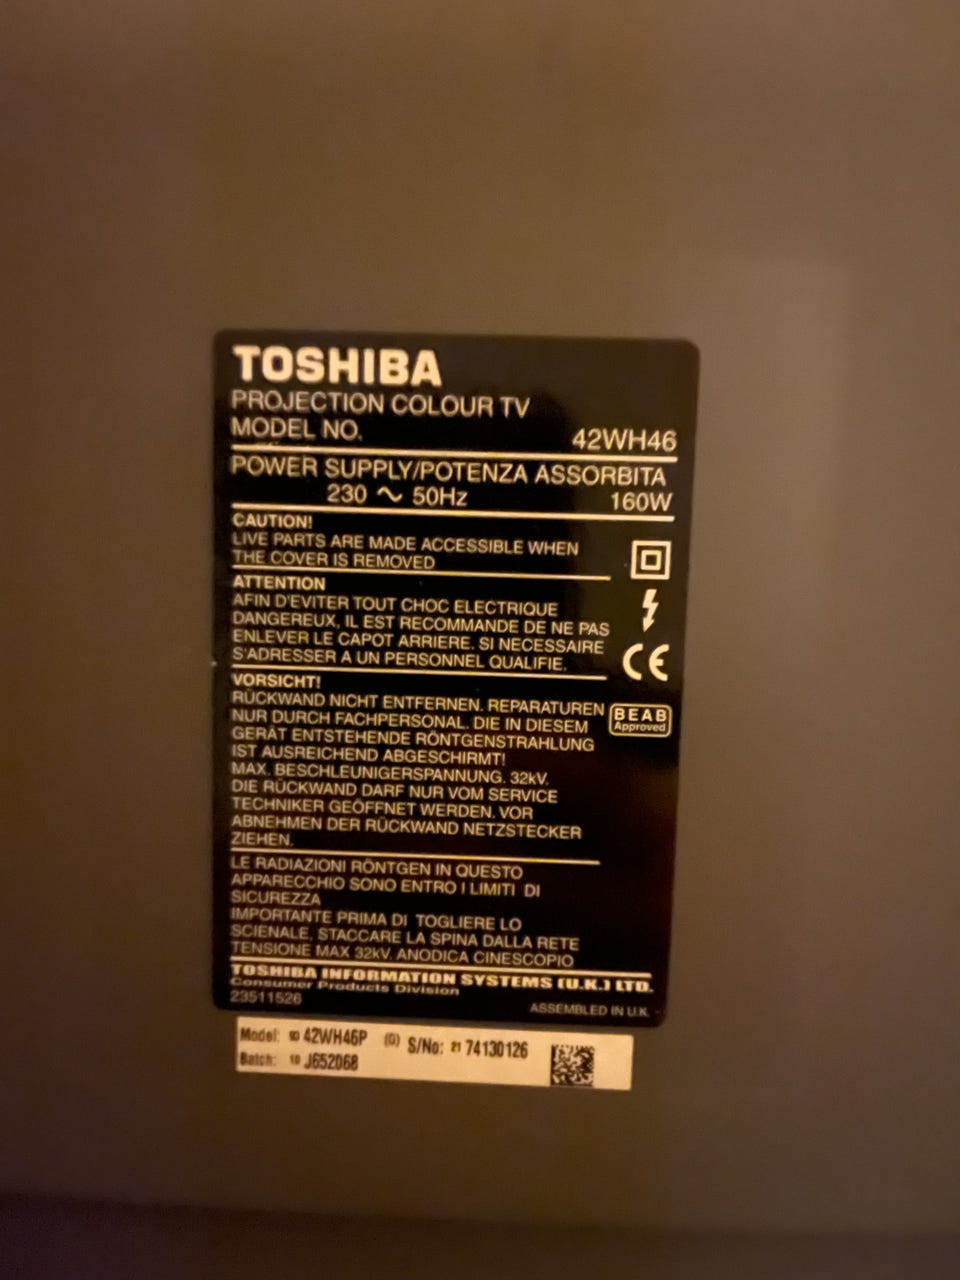 TOSHIBA
PROJECTION COLOUR TV
MODEL NO. 42WH46
POWER SUPPLY/POTENZA ASSORBITA
230 ∿ 50Hz 160W
CAUTION!
LIVE PARTS ARE MADE ACCESSIBLE WHEN
THE COVER IS REMOVED
ATTENTION
AFIN D'EVITER TOUT CHOC ELECTRIQUE
DANGEREUX, IL EST RECOMMANDE DE NE PAS
ENLEVER LE CAPOT ARRIERE. SI NECESSAIRE
S'ADRESSER A UN PERSONNEL QUALIFIE.
CE
VORSICHT!
RÜCKWAND NICHT ENTFERNEN. REPARATUREN
NUR DURCH FACHPERSONAL. DIE IN DIESEM
GERÄT ENTSTEHENDE RÖNTGENSTRAHLUNG
IST AUSREICHEND ABGESCHIRMT!
MAX. BESCHLEUNIGERSPANNUNG. 32kV.
DIE RÜCKWAND DARF NUR VOM SERVICE
TECHNIKER GEÖFFNET WERDEN. VOR
ABNEHMEN DER RÜCKWAND NETZSTECKER
ZIEHEN.
BEAB
Approved
LE RADIAZIONI RÖNTGEN IN QUESTO
APPARECCHIO SONO ENTRO I LIMITI DI
SICUREZZA
IMPORTANTE PRIMA DI TOGLIERE LO
SCIENALE, STACCARE LA SPINA DALLA RETE
TENSIONE MAX 32kV. ANODICA CINESCOPIO
TOSHIBA INFORMATION SYSTEMS (U.K.) LTD.
Consumer Products Division
23511526 ASSEMBLED IN U.K.
Model: 42WH46P (G) S/No: 21 74130126
Batch: 10 J652068